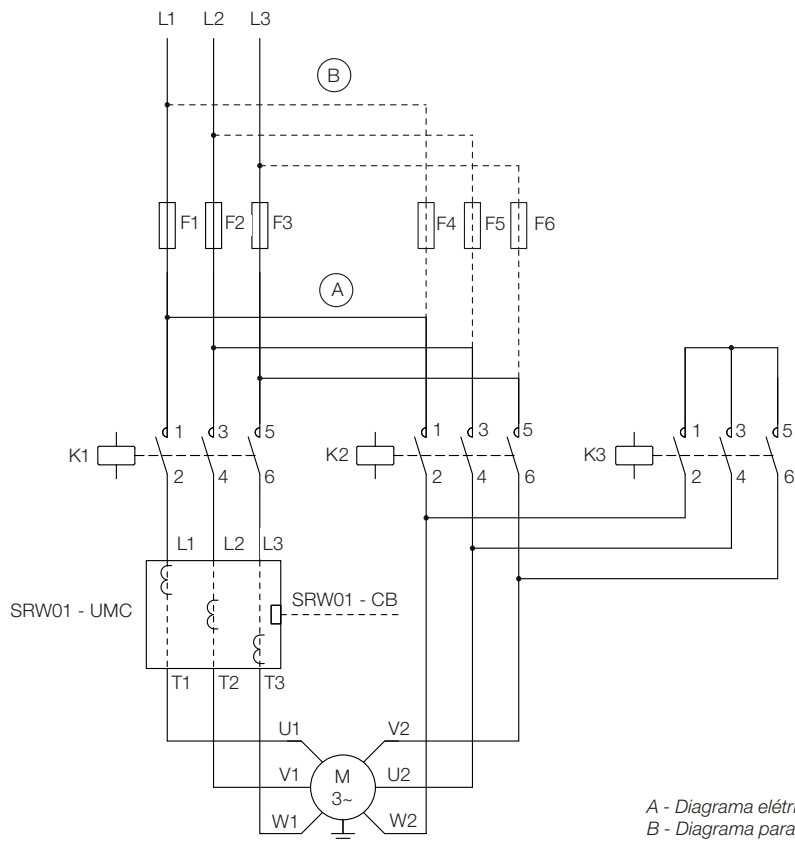 L1 L2 L3
B
F1 F2 F3 F4 F5 F6
A
K1 1 3 5 K2 1 3 5 K3 1 3 5
2 4 6 2 4 6 2 4 6
L1 L2 L3
SRW01 - UMC SRW01 - CB
T1 T2 T3
U1 V2
V1 M U2
3~
W1 W2
A - Diagrama elétri
B - Diagrama para